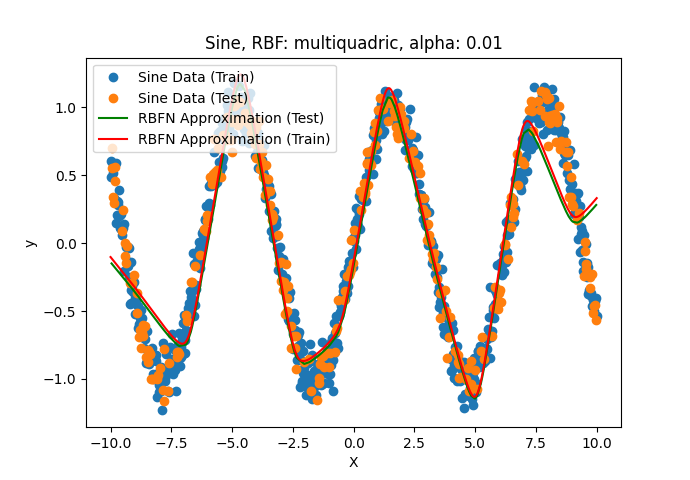 Sine, RBF: multiquadric, alpha: 0.01
Sine Data (Train)
Sine Data (Test)
RBFN Approximation (Test)
RBFN Approximation (Train)
1.0
0.5
0.0
−0.5
−1.0
y
−10.0 −7.5 −5.0 −2.5 0.0 2.5 5.0 7.5 10.0
X